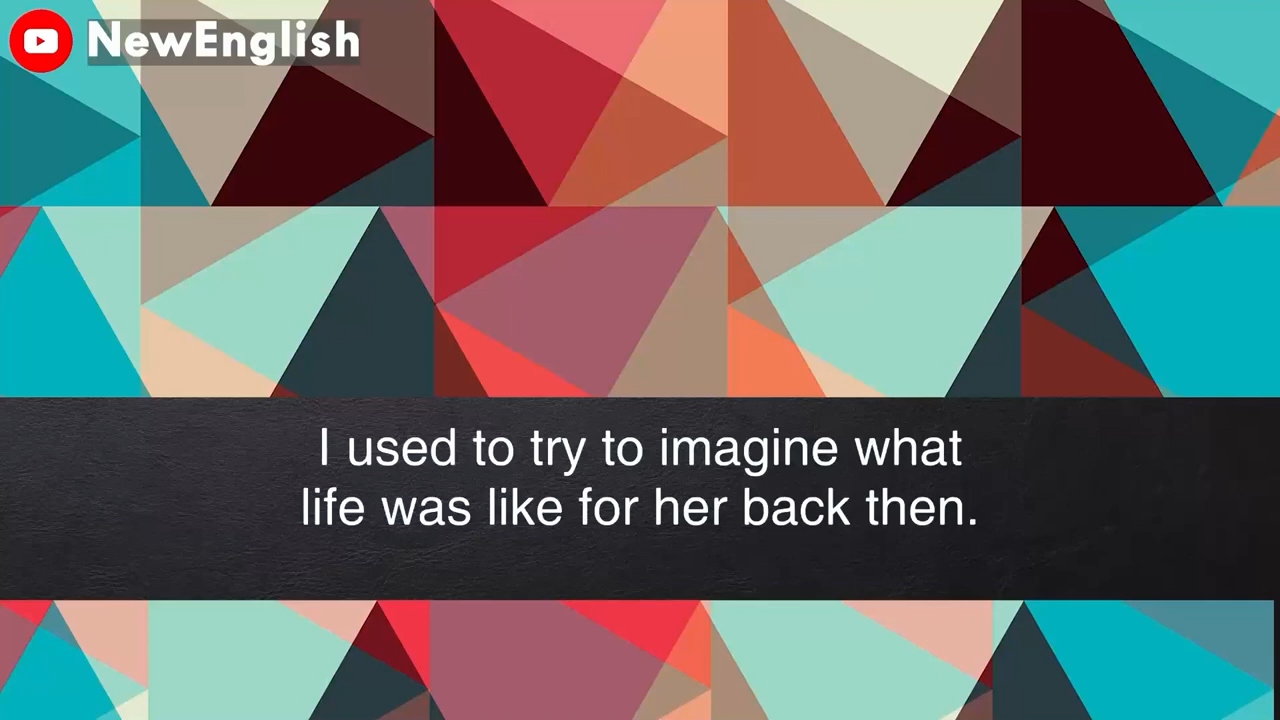 NewEnglish
I used to try to imagine what
life was like for her back then.